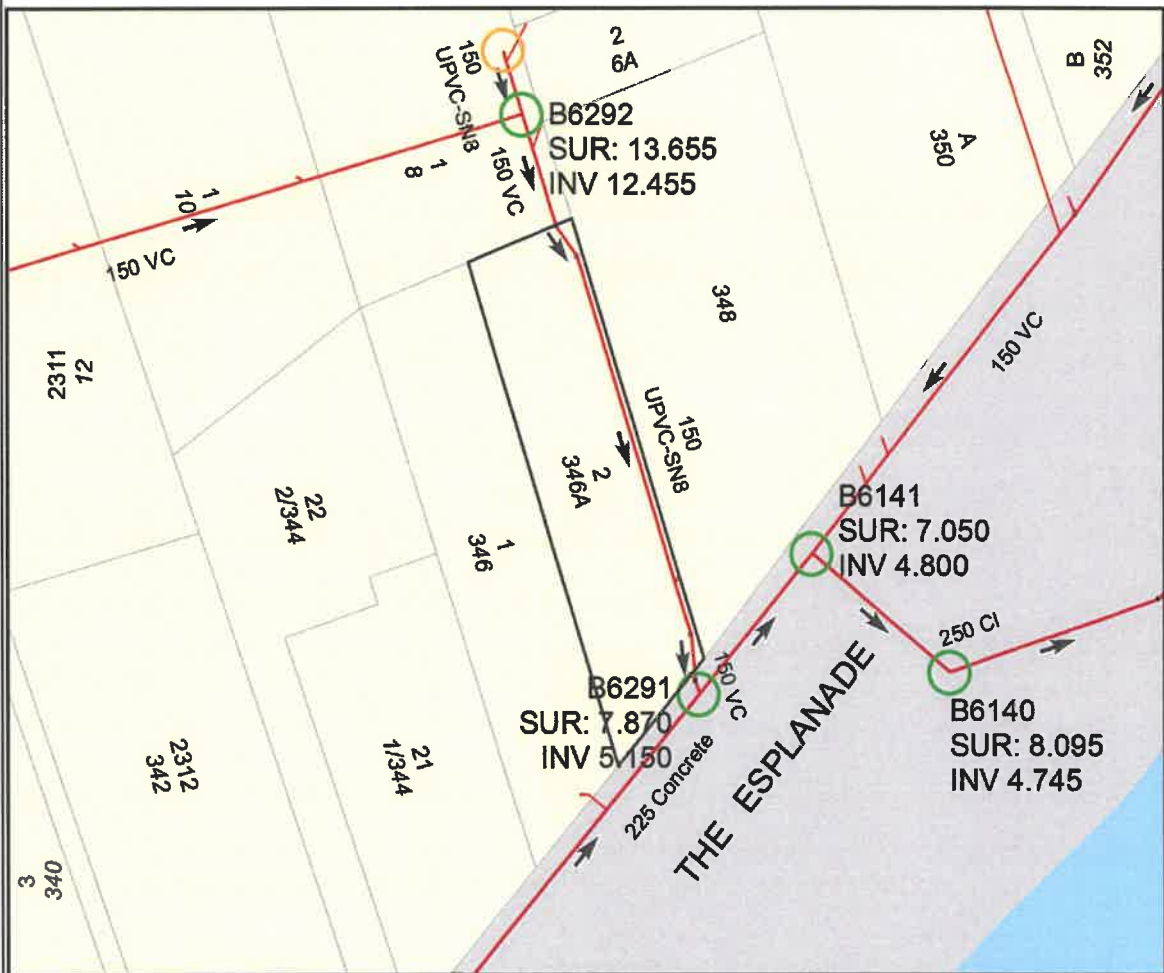 2
6A
B
352
150
UPVC-SN8
B6292
SUR: 13.655
INV 12.455
A
350
1
8
150 VC
1
10
150 VC
348
150 VC
2311
12
150
UPVC-SN8
2
346A
22
2/344
1
346
B6141
SUR: 7.050
INV 4.800
250 CI
B6291
SUR: 7.870
INV 5.150
150 VC
B6140
SUR: 8.095
INV 4.745
225 Concrete
THE ESPLANADE
2312
342
21
1/344
3
340